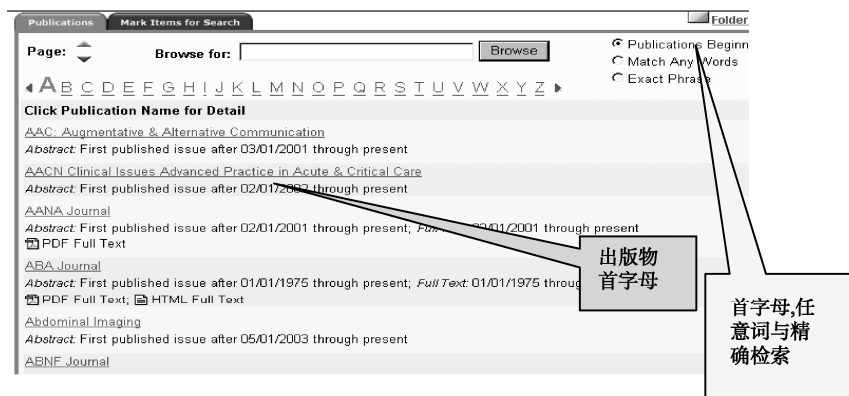 Publications Mark Items for Search Folder
Page: Browse for: Browse
Publications Beginn
Match Any Words
Exact Phrase
A B C D E F G H I J K L M N O P Q R S T U V W X Y Z
Click Publication Name for Detail
AAC: Augmentative & Alternative Communication
Abstract: First published issue after 03/01/2001 through present
AACN Clinical Issues Advanced Practice in Acute & Critical Care
Abstract: First published issue after 02/01/2002 through present
AANA Journal
Abstract: First published issue after 02/01/2001 through present; Full Text: 02/01/2001 through present
PDF Full Text
ABA Journal
Abstract: First published issue after 01/01/1975 through present; Full Text: 01/01/1975 throug
PDF Full Text; HTML Full Text
Abdominal Imaging
Abstract: First published issue after 05/01/2003 through present
ABNF Journal
出版物
首字母
首字母,任
意词与精
确检索